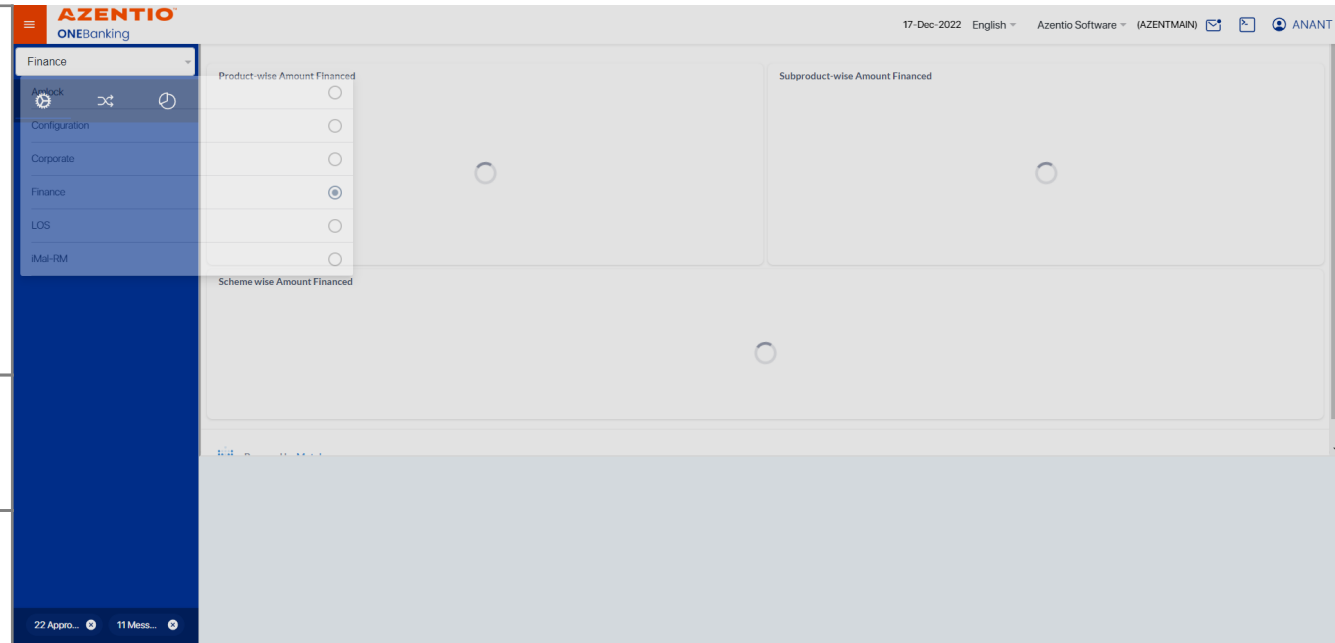 AZENTIO
ONEBanking
17-Dec-2022 English Azentio Software (AZENTMAIN) ANANT
Finance
Product-wise Amount Financed
Subproduct-wise Amount Financed
Amlock
Configuration
Corporate
Finance
LOS
iMal-RM
Scheme wise Amount Financed
22 Appro...
11 Mess...